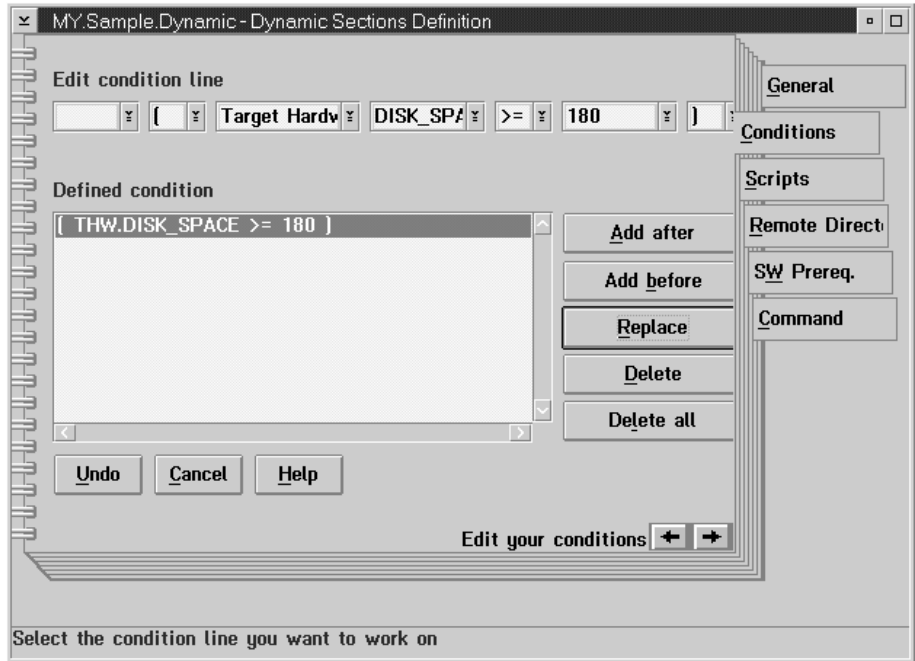 MY.Sample.Dynamic - Dynamic Sections Definition
Edit condition line
( Target Hardw DISK_SPA >= 180 )
General
Conditions
Scripts
Remote Direct
SW Prereq.
Command
Defined condition
( THW.DISK_SPACE >= 180 )
Add after
Add before
Replace
Delete
Delete all
Undo Cancel Help
Edit your conditions
Select the condition line you want to work on